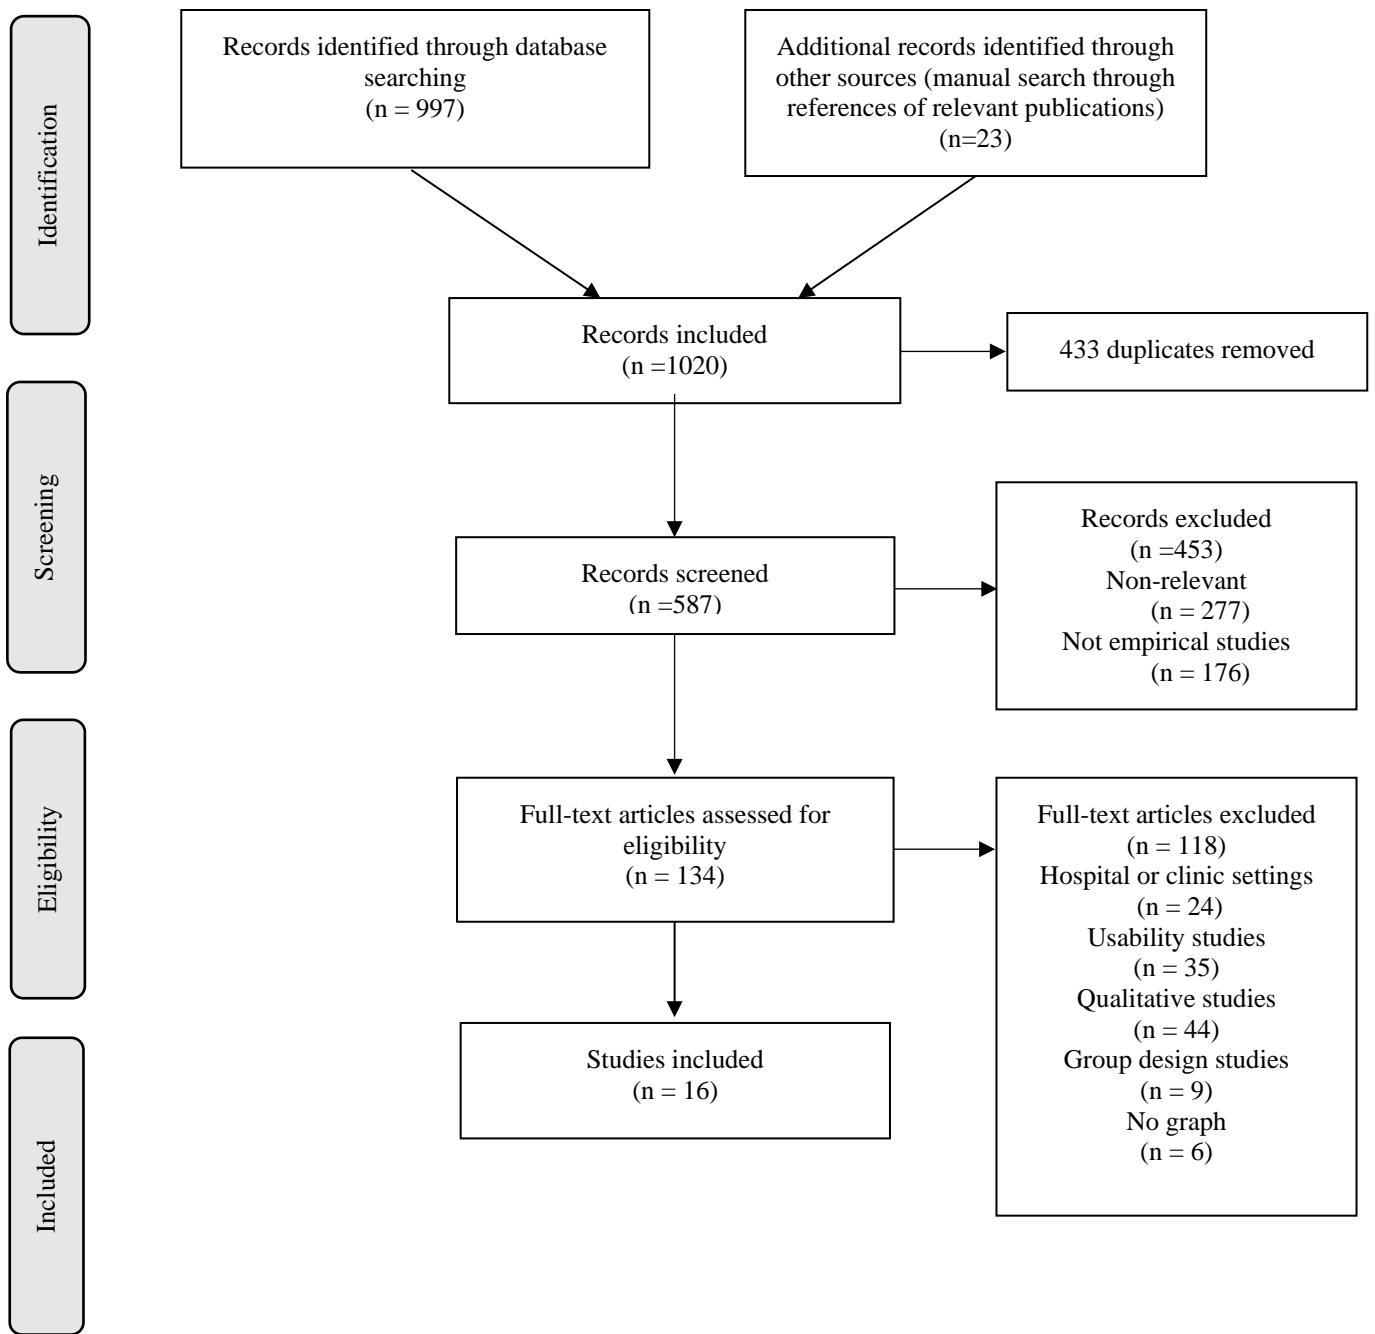 Identification
Records identified through database
searching
(n = 997)
Additional records identified through
other sources (manual search through
references of relevant publications)
(n=23)
Records included
(n =1020)
433 duplicates removed
Screening
Records screened
(n =587)
Records excluded
(n =453)
Non-relevant
(n = 277)
Not empirical studies
(n = 176)
Eligibility
Full-text articles assessed for
eligibility
(n = 134)
Full-text articles excluded
(n = 118)
Hospital or clinic settings
(n = 24)
Usability studies
(n = 35)
Qualitative studies
(n = 44)
Group design studies
(n = 9)
No graph
(n = 6)
Included
Studies included
(n = 16)